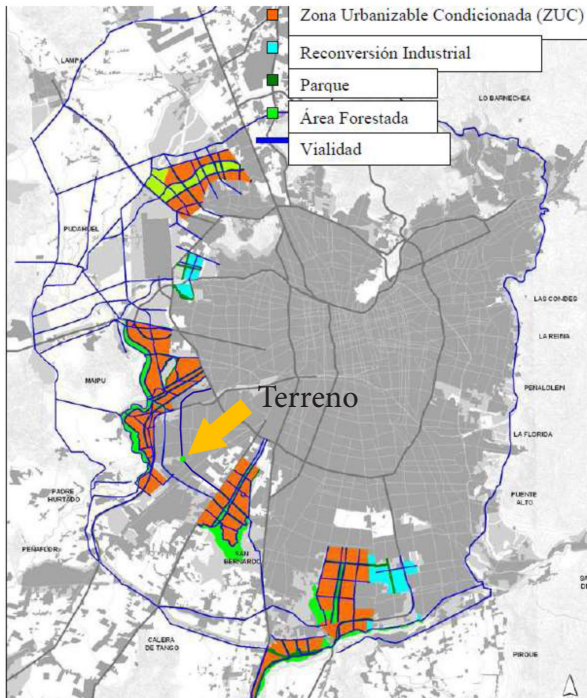 Zona Urbanizable Condicionada (ZUC)
Reconversión Industrial
Parque
Área Forestada
Vialidad
LAMPA
LO BARNECHEA
PUDAHUEL
LAS CONDES
LA REINA
MAIPU
PEÑALOLEN
Terreno
LA FLORIDA
PADRE
HURTADO
PUENTE
ALTO
PEÑAFLOR
SAN
BERNARDO
CALERA
DE TANGO
PIRQUE